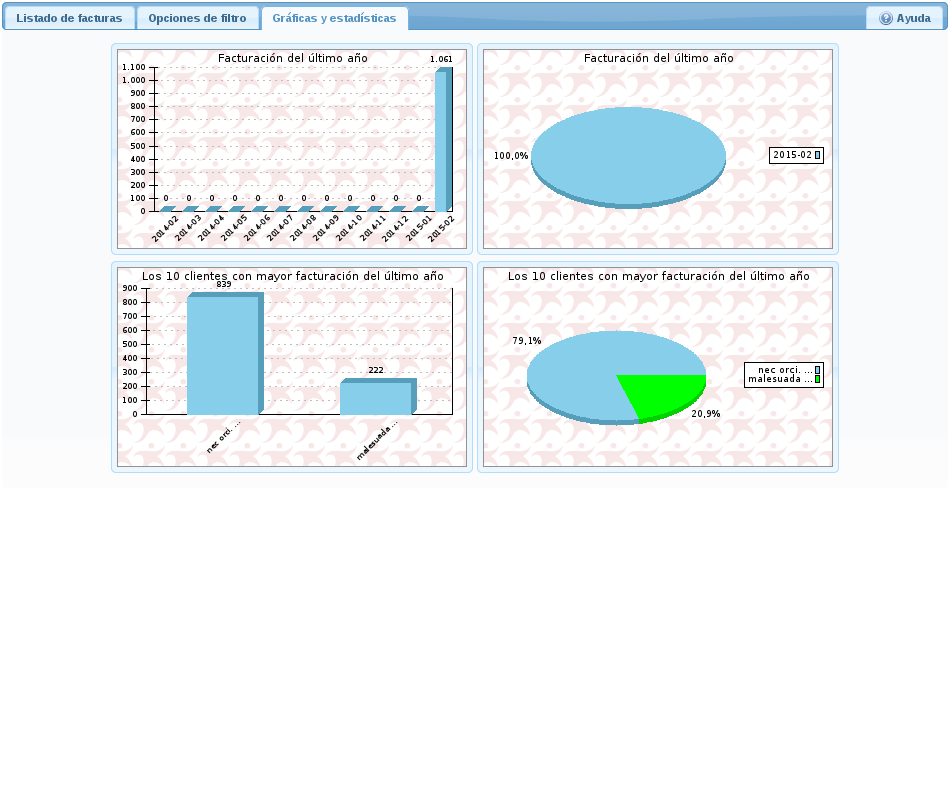 Listado de facturas
Opciones de filtro
Gráficas y estadísticas
Ayuda
Facturación del último año
1.061
1.100
1.000
900
800
700
600
500
400
300
200
100
0
0 0 0 0 0 0 0 0 0 0 0 0
2014-02 2014-03 2014-04 2014-05 2014-06 2014-07 2014-08 2014-09 2014-10 2014-11 2014-12 2015-01 2015-02
Facturación del último año
100,0%
2015-02
Los 10 clientes con mayor facturación del último año
839
900
800
700
600
500
400
300
200
100
0
222
nec orci. ...
malesuada ...
Los 10 clientes con mayor facturación del último año
79,1%
nec orci. ...
malesuada ...
20,9%